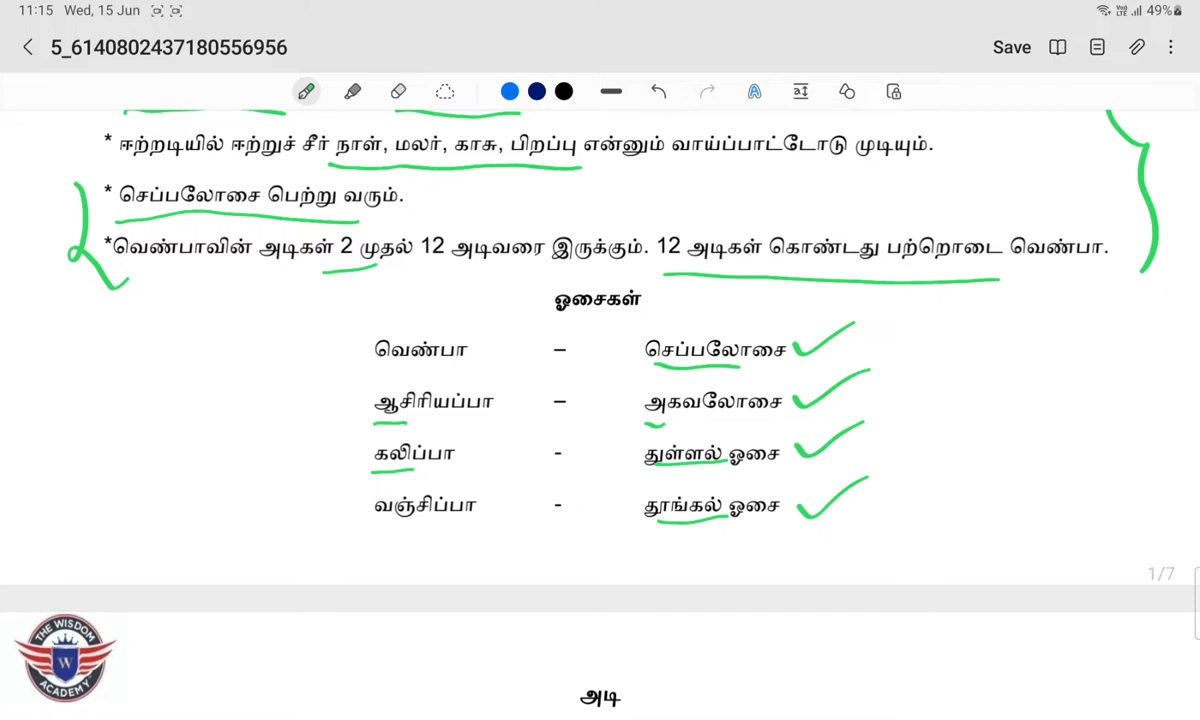 11:15 Wed, 15 Jun 49%
5_6140802437180556956 Save
* ஈற்றடியில் ஈற்றுச் சீர் நாள், மலர், காசு, பிறப்பு என்னும் வாய்ப்பாட்டோடு முடியும்.
* செப்பலோசை பெற்று வரும்.
*வெண்பாவின் அடிகள் 2 முதல் 12 அடிவரை இருக்கும். 12 அடிகள் கொண்டது பற்றொடை வெண்பா.
ஓசைகள்
வெண்பா – செப்பலோசை
ஆசிரியப்பா – அகவலோசை
கலிப்பா - துள்ளல் ஓசை
வஞ்சிப்பா - தூங்கல் ஓசை
1/7
THE WISDOM
W
ACADEMY
அடி